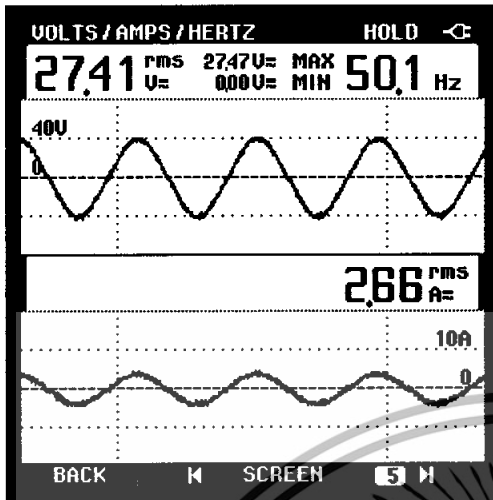 VOLTS/AMPS/HERTZ HOLD
27.41 rms V≂ 27.47V≂ MAX 0.00V≂ MIN 50.1 Hz
40V
0
2.66 rms A≂
10A
0
BACK SCREEN 5